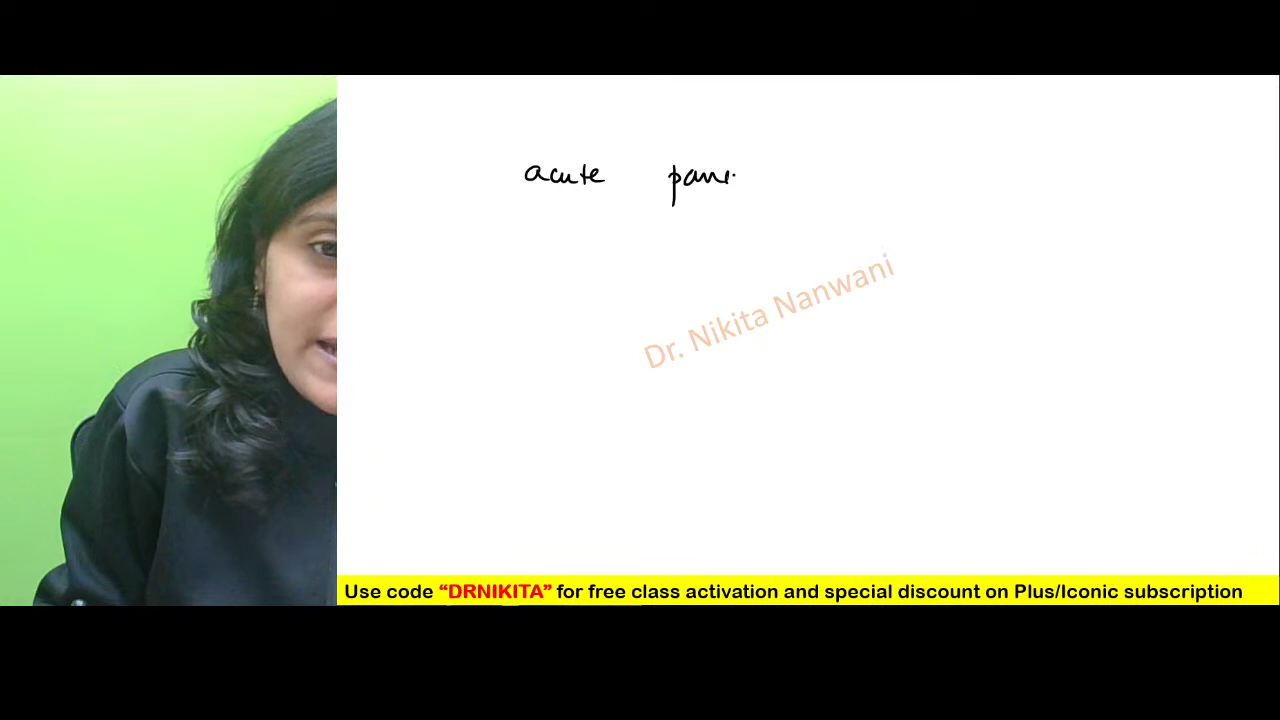 acute panc
Dr. Nikita Nanwani
Use code “DRNIKITA” for free class activation and special discount on Plus/Iconic subscription